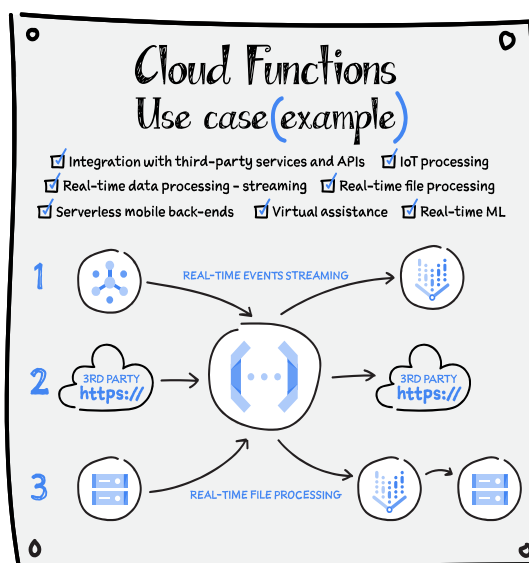 Cloud Functions
Use case (example)
Integration with third-party services and APIs IoT processing
Real-time data processing - streaming Real-time file processing
Serverless mobile back-ends Virtual assistance Real-time ML
1
REAL-TIME EVENTS STREAMING
2
3RD PARTY
https://
3RD PARTY
https://
3
REAL-TIME FILE PROCESSING